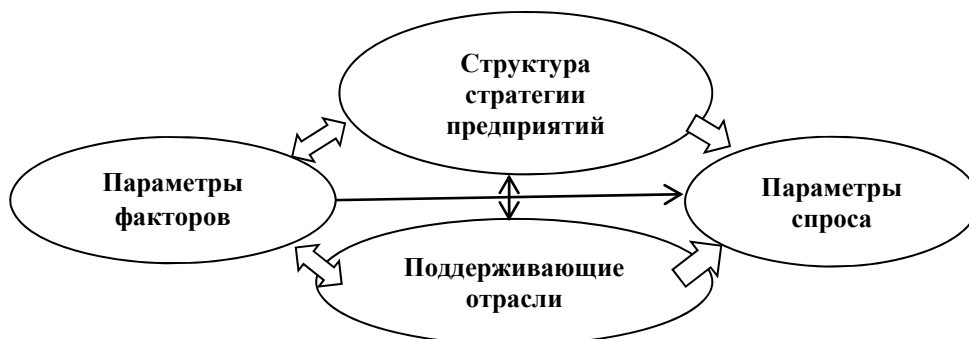 Структура
стратегии
предприятий
Параметры
факторов
Параметры
спроса
Поддерживающие
отрасли